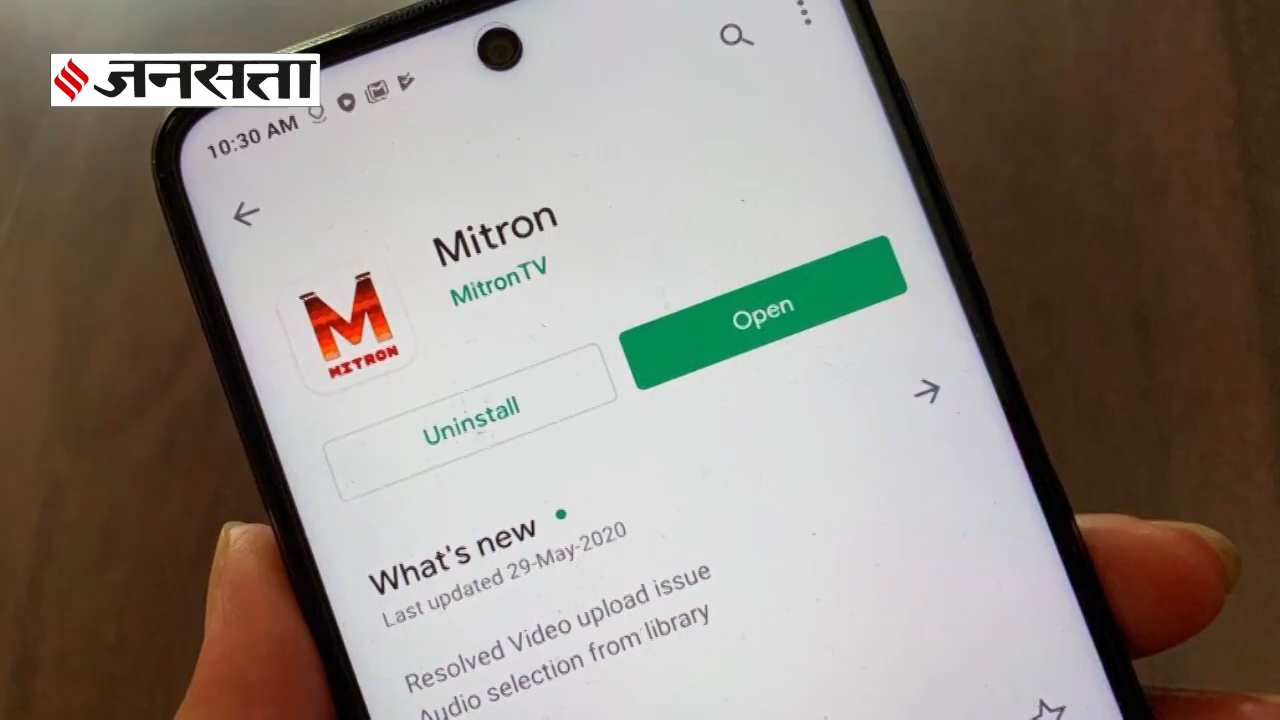 जनसत्ता
10:30 AM
Mitron
MitronTV
MITRON
Uninstall
Open
What's new
Last updated 29-May-2020
Resolved Video upload issue
Audio selection from library